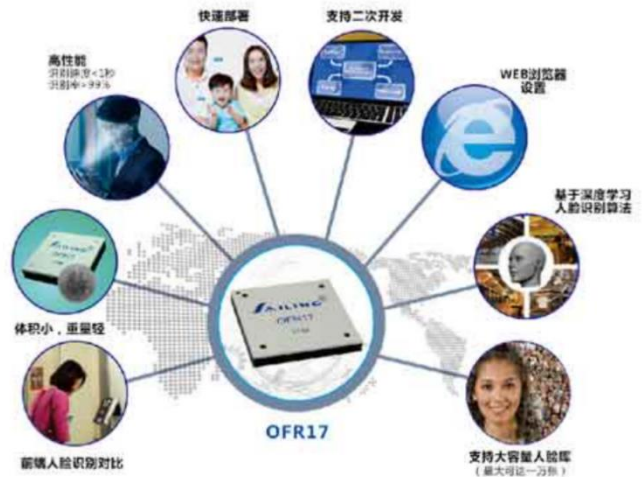 快速部署
支持二次开发
高性能
识别速度<1秒
识别率>99%
WEB浏览器
设置
基于深度学习
人脸识别算法
体积小，重量轻
SAILING
OFR17
前端人脸识别对比
OFR17
支持大容量人脸库
（最大可达一万张）